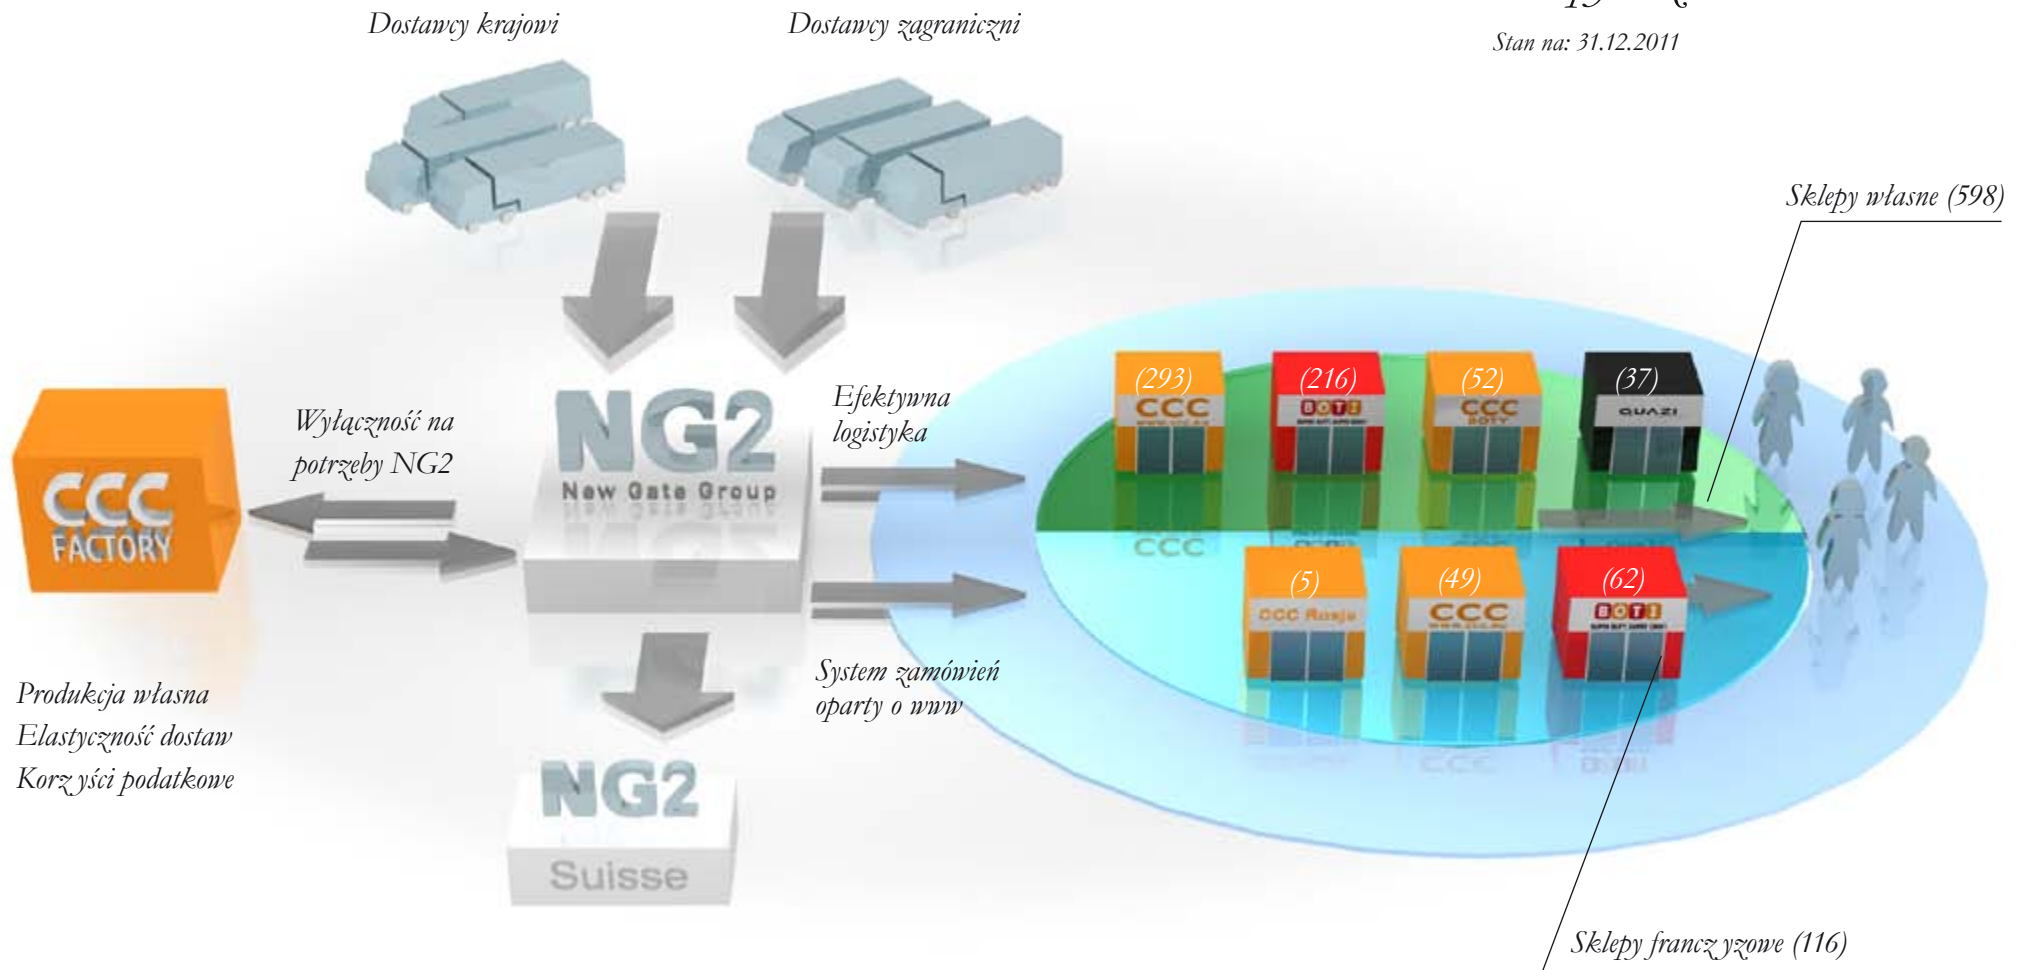 Dostawcy krajowi
Dostawcy zagraniczni
Stan na: 31.12.2011
Sklepy własne (598)
(293)
CCC
(216)
BOTI
(52)
CCC
BOTY
(37)
QUAZI
Efektywna
logistyka
Wyłączność na
potrzeby NG2
NG2
New Gate Group
CCC
FACTORY
(5)
CCC Rosja
(49)
CCC
(62)
BOTI
System zamówień
oparty o www
Produkcja własna
Elastyczność dostaw
Korzyści podatkowe
NG2
Suisse
Sklepy franczyzowe (116)